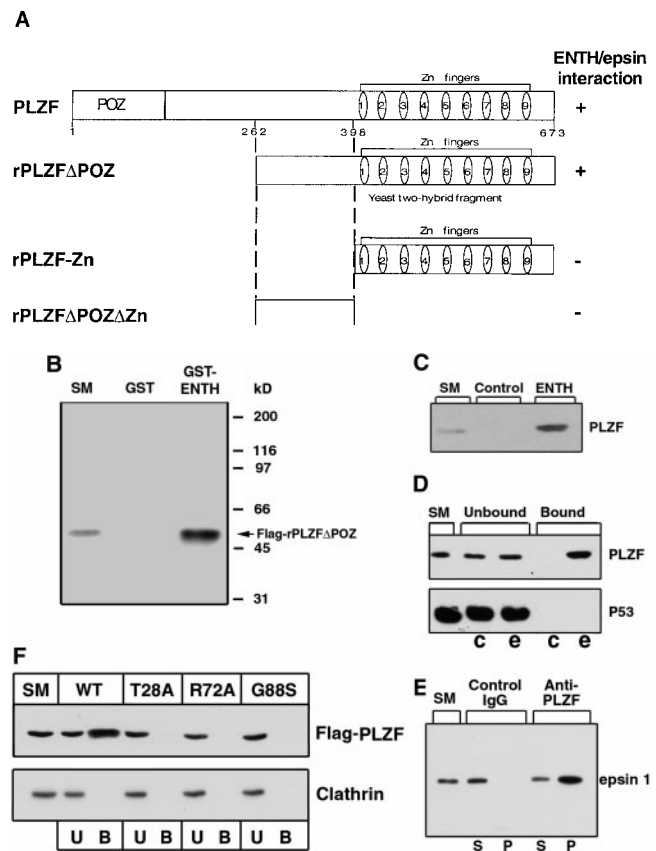 A
ENTH/epsin
interaction
Zn fingers
PLZF POZ 1 2 3 4 5 6 7 8 9 +
1 262 398 673
Zn fingers
rPLZFΔPOZ 1 2 3 4 5 6 7 8 9 +
Yeast two-hybrid fragment
Zn fingers
rPLZF-Zn 1 2 3 4 5 6 7 8 9 -
rPLZFΔPOZΔZn -
B
SM GST GST-ENTH kD
200
116
97
66
Flag-rPLZFΔPOZ
45
31
C
SM Control ENTH
PLZF
D
SM Unbound Bound
PLZF
P53
c e c e
F
SM WT T28A R72A G88S
Flag-PLZF
Clathrin
U B U B U B U B
E
SM Control IgG Anti-PLZF
epsin 1
S P S P